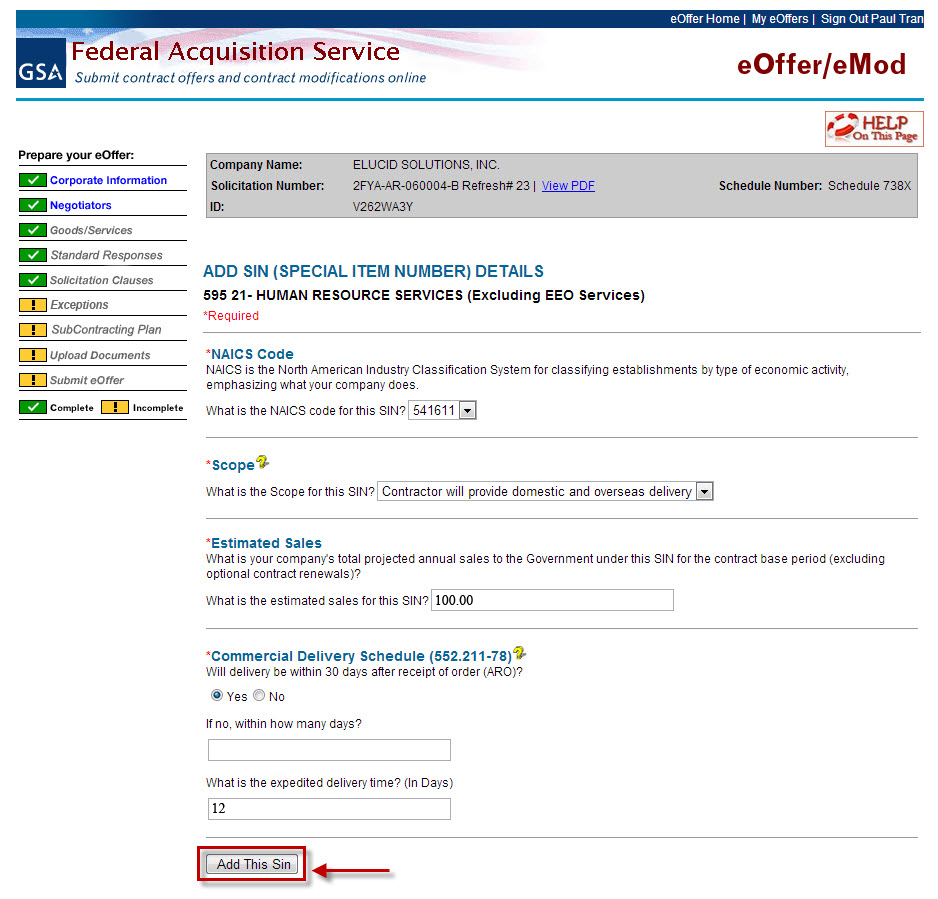 eOffer Home | My eOffers | Sign Out Paul Tran
GSA
Federal Acquisition Service
Submit contract offers and contract modifications online
eOffer/eMod
HELP
On This Page
Prepare your eOffer:
Corporate Information
Negotiators
Goods/Services
Standard Responses
Solicitation Clauses
Exceptions
SubContracting Plan
Upload Documents
Submit eOffer
Complete ! Incomplete
Company Name: ELUCID SOLUTIONS, INC.
Solicitation Number: 2FYA-AR-060004-B Refresh# 23 | View PDF Schedule Number: Schedule 738X
ID: V262WA3Y
ADD SIN (SPECIAL ITEM NUMBER) DETAILS
595 21- HUMAN RESOURCE SERVICES (Excluding EEO Services)
*Required
*NAICS Code
NAICS is the North American Industry Classification System for classifying establishments by type of economic activity,
emphasizing what your company does.
What is the NAICS code for this SIN? 541611
*Scope
What is the Scope for this SIN? Contractor will provide domestic and overseas delivery
*Estimated Sales
What is your company's total projected annual sales to the Government under this SIN for the contract base period (excluding
optional contract renewals)?
What is the estimated sales for this SIN? 100.00
*Commercial Delivery Schedule (552.211-78)
Will delivery be within 30 days after receipt of order (ARO)?
Yes No
If no, within how many days?
What is the expedited delivery time? (In Days)
12
Add This Sin